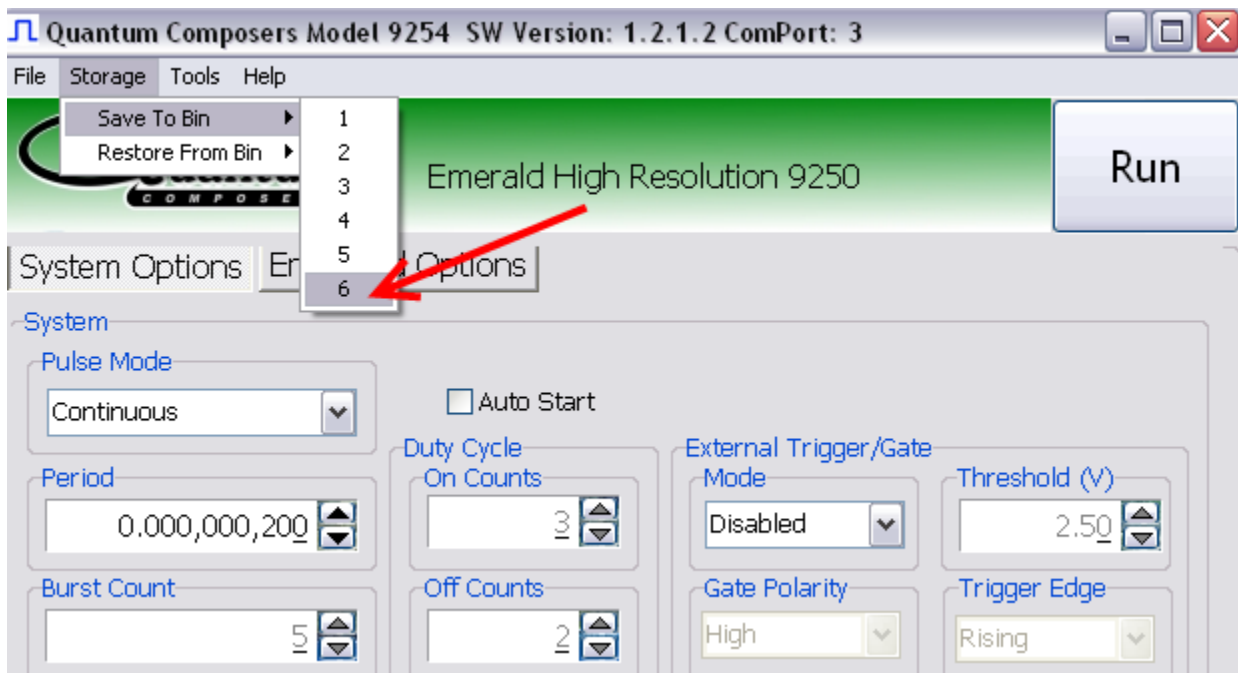 Quantum Composers Model 9254 SW Version: 1.2.1.2 ComPort: 3
File Storage Tools Help
Save To Bin 1
Restore From Bin 2
3
4
5
6
COMPOSE
Emerald High Resolution 9250
Run
System Options
Options
System
Pulse Mode
Continuous
Auto Start
Period
0.000,000,200
Burst Count
5
Duty Cycle
On Counts
3
Off Counts
2
External Trigger/Gate
Mode
Disabled
Threshold (V)
2.50
Gate Polarity
High
Trigger Edge
Rising